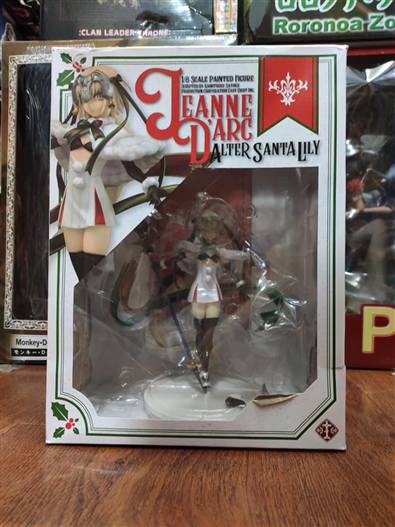 :CLAN LEADER THRONE:
Roronoa Zo
1/8 SCALE PAINTED FIGURE
JEANNE
D'ARC
ALTER SANTA LILY
Monkey·D
モンキー・D
P